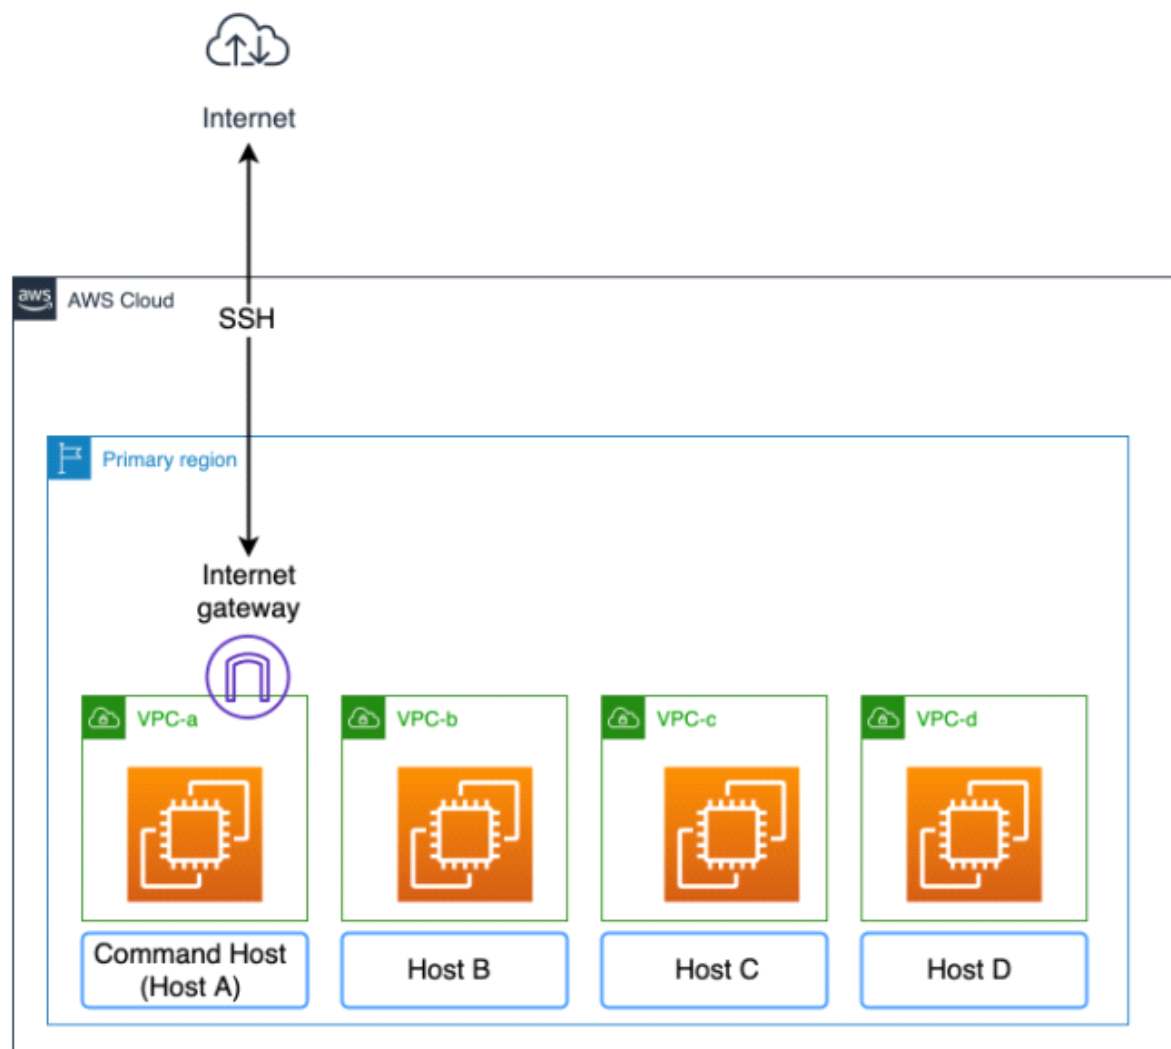 Internet
aws
AWS Cloud
SSH
Primary region
Internet
gateway
VPC-a
VPC-b
VPC-c
VPC-d
Command Host
(Host A)
Host B
Host C
Host D